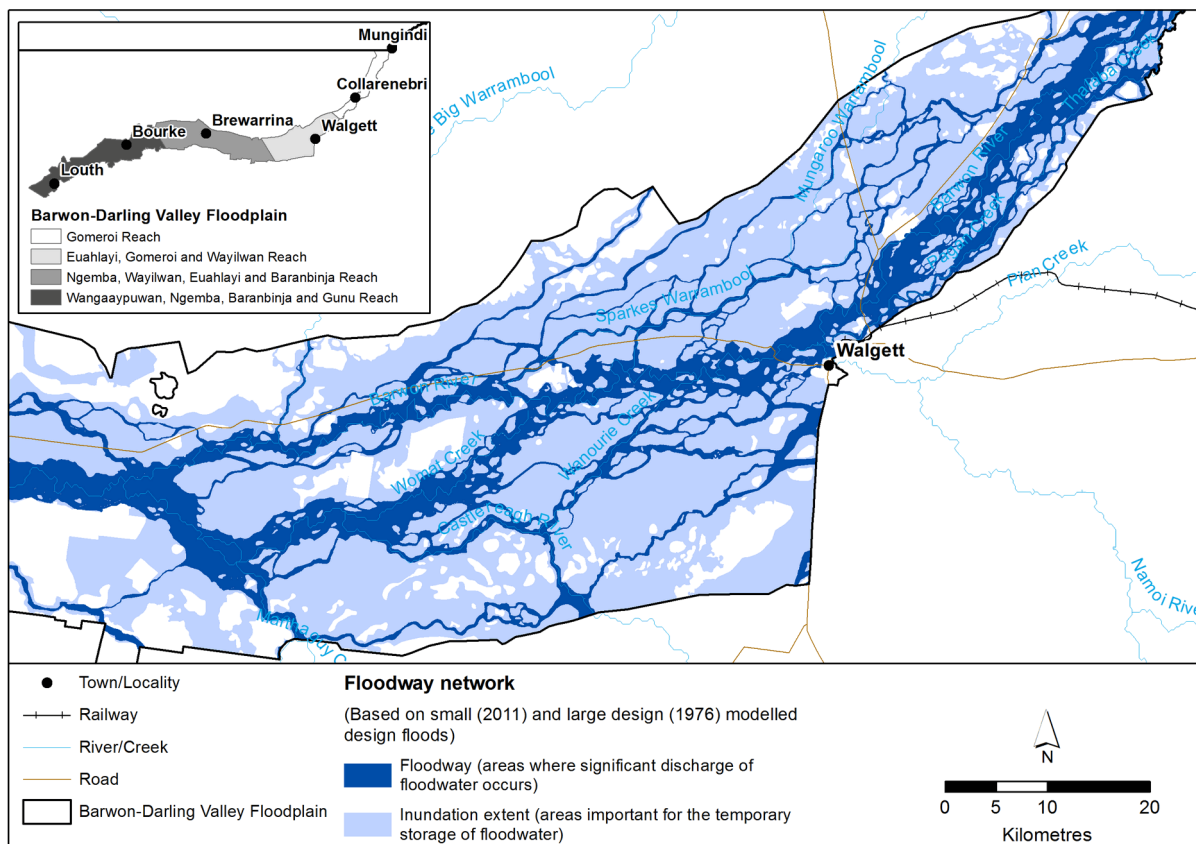 Mungindi
Collarenebri
Walgett
Brewarrina
Bourke
Louth
Barwon-Darling Valley Floodplain
Gomeroi Reach
Euahlayi, Gomeroi and Wayilwan Reach
Ngemba, Wayilwan, Euahlayi and Baranbinja Reach
Wangaaypuwan, Ngemba, Baranbinja and Gunu Reach
Big Warrambool
Mungaroo Warrambool
Thalaba Creek
Barwon River
Pagan Creek
Pian Creek
Sparkes Warrambool
Walgett
Barwon River
Wanourie Creek
Womat Creek
Castlereagh River
Namoi River
Marthaguy C
Town/Locality
Railway
River/Creek
Road
Barwon-Darling Valley Floodplain
Floodway network
(Based on small (2011) and large design (1976) modelled
design floods)
Floodway (areas where significant discharge of
floodwater occurs)
Inundation extent (areas important for the temporary
storage of floodwater)
N
0 5 10 20
Kilometres